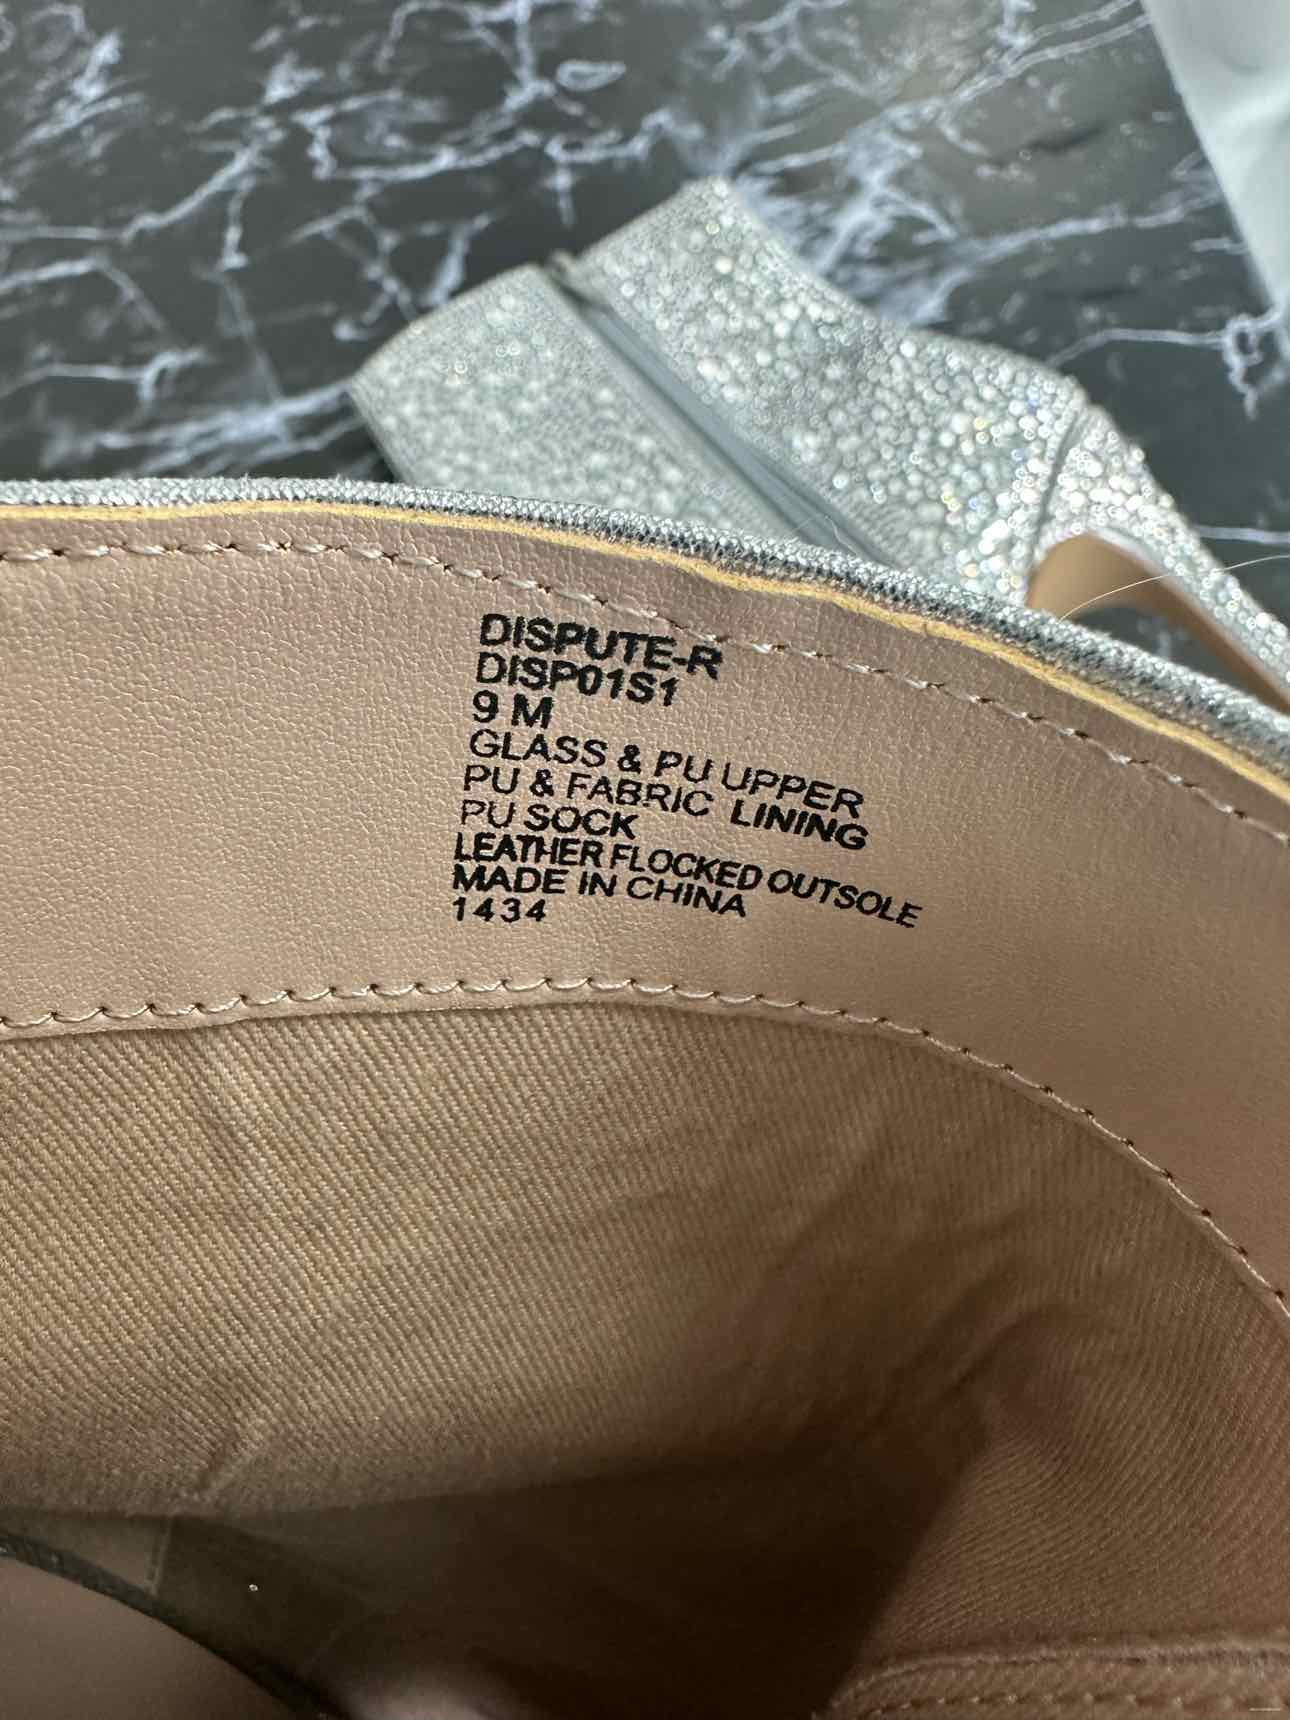 DISPUTE-R
DISP01S1
9 M
GLASS & PU UPPER
PU & FABRIC LINING
PU SOCK
LEATHER FLOCKED OUTSOLE
MADE IN CHINA
1434